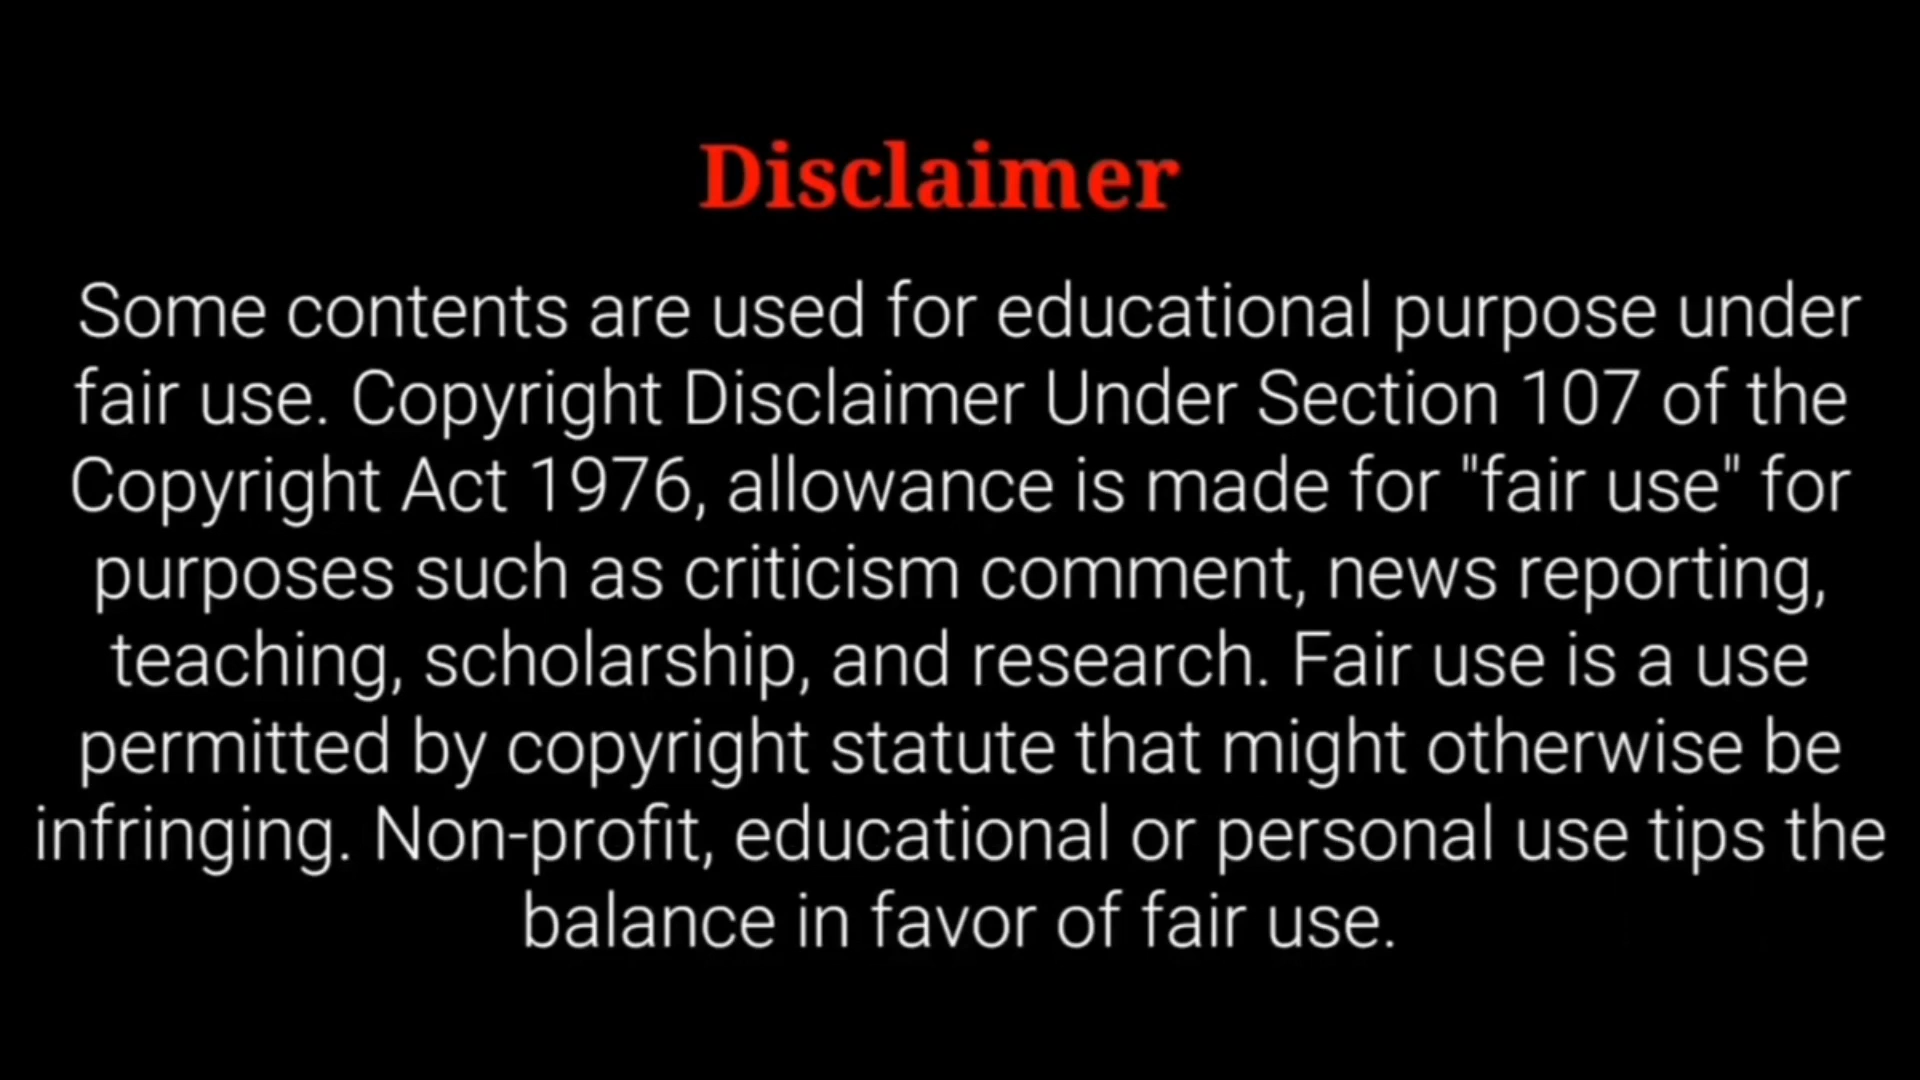 Disclaimer
Some contents are used for educational purpose under
fair use. Copyright Disclaimer Under Section 107 of the
Copyright Act 1976, allowance is made for "fair use" for
purposes such as criticism comment, news reporting,
teaching, scholarship, and research. Fair use is a use
permitted by copyright statute that might otherwise be
infringing. Non-profit, educational or personal use tips the
balance in favor of fair use.